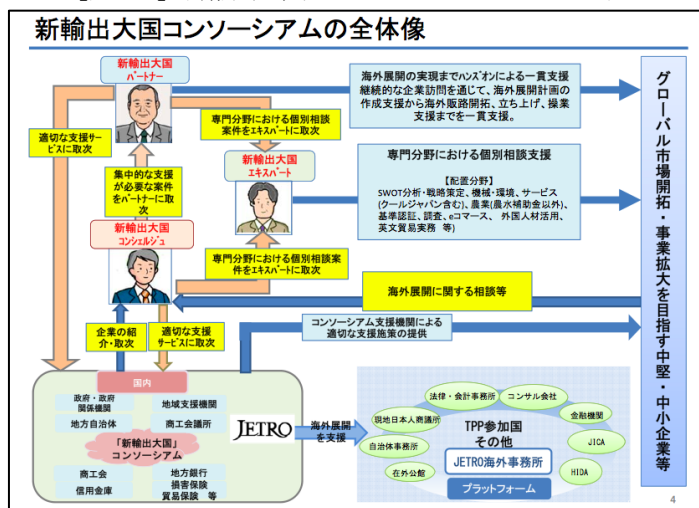 新輸出大国コンソーシアムの全体像
新輸出大国
パートナー
海外展開の実現までハンズオンによる一貫支援
継続的な企業訪問を通じて、海外展開計画の
作成支援から海外販路開拓、立ち上げ、操業
支援までを一貫支援。
適切な支援サー
ビスに取次
専門分野における個別相談
案件をエキスパートに取次
集中的な支援
が必要な案件
をパートナーに取
次
新輸出大国
エキスパート
専門分野における個別相談支援
【配置分野】
SWOT分析・戦略策定、機械・環境、サービス
(クールジャパン含む)、農業(農水補助金以外)、
基準認証、調査、eコマース、 外国人材活用、
英文貿易実務 等)
新輸出大国
コンシェルジュ
専門分野における個別相談案
件をエキスパートに取次
海外展開に関する相談等
企業の紹
介・取次
適切な支援
サービスに取次
コンソーシアム支援機関による
適切な支援施策の提供
グローバル市場開拓・事業拡大を目指す中堅・中小企業等
国内
政府・政府
関係機関
地域支援機関
地方自治体
商工会議所
「新輸出大国」
コンソーシアム
商工会
信用金庫
地方銀行
損害保険
貿易保険 等
JETRO
海外展開
を支援
法律・会計事務所
コンサル会社
現地日本人商議所
金融機関
TPP参加国
その他
自治体事務所
JICA
JETRO海外事務所
在外公館
HIDA
プラットフォーム
4